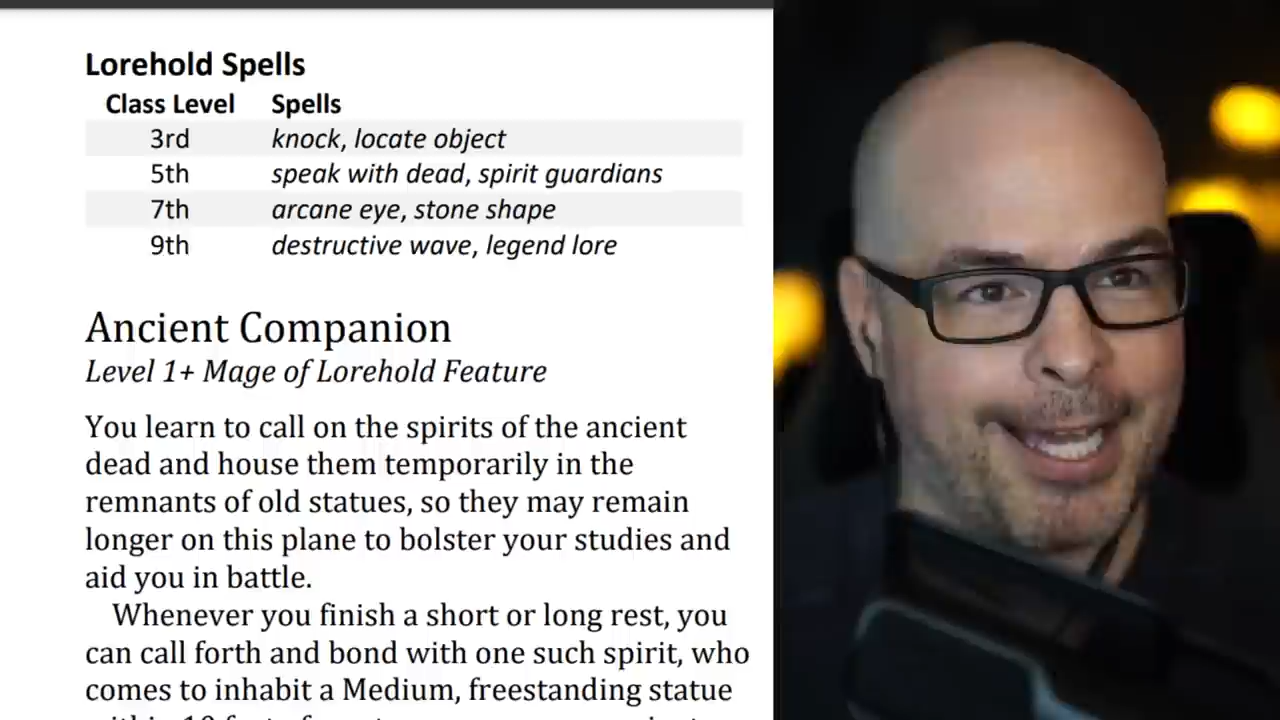 Lorehold Spells
Class Level Spells
3rd knock, locate object
5th speak with dead, spirit guardians
7th arcane eye, stone shape
9th destructive wave, legend lore
Ancient Companion
Level 1+ Mage of Lorehold Feature
You learn to call on the spirits of the ancient
dead and house them temporarily in the
remnants of old statues, so they may remain
longer on this plane to bolster your studies and
aid you in battle.
Whenever you finish a short or long rest, you
can call forth and bond with one such spirit, who
comes to inhabit a Medium, freestanding statue